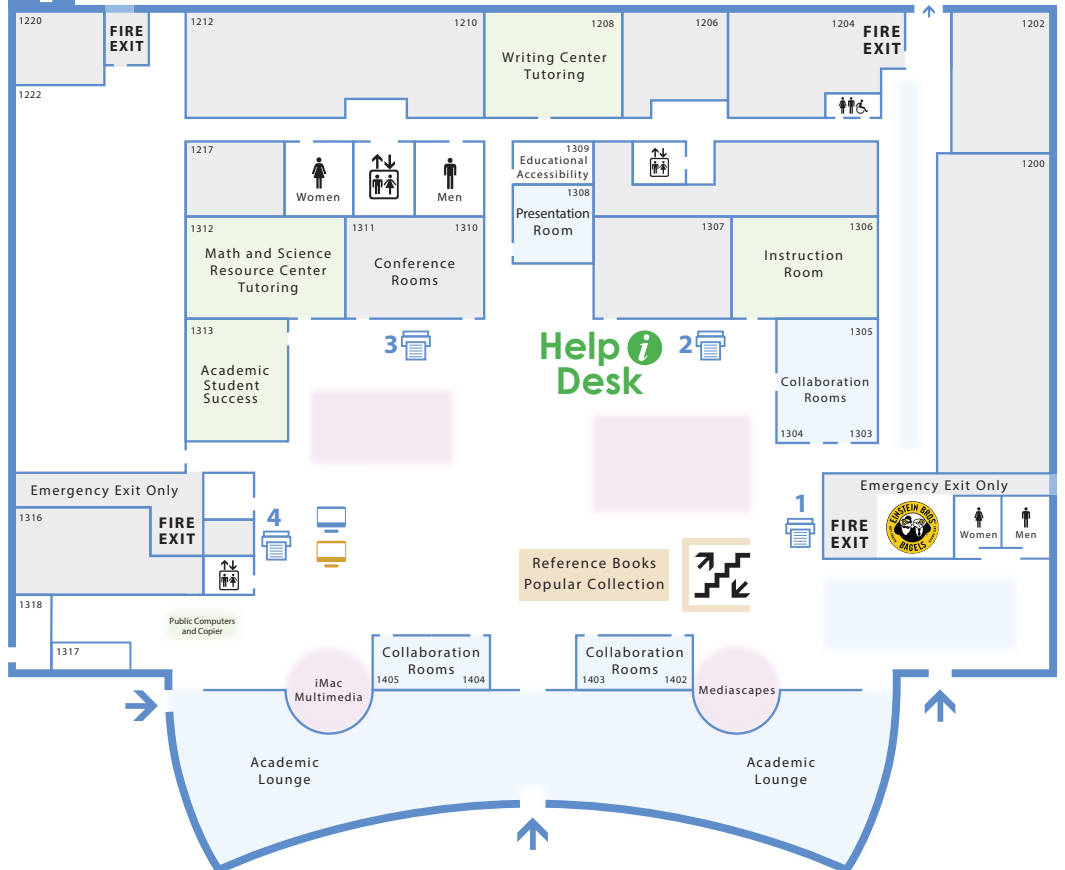 1220
FIRE
EXIT
1212
1210
1208
Writing Center
Tutoring
1206
1204
FIRE
EXIT
1202
1222
1217
Women
Men
1309
Educational
Accessibility
1308
Presentation
Room
1200
1312
Math and Science
Resource Center
Tutoring
1311
1310
Conference
Rooms
1307
1306
Instruction
Room
1313
Academic
Student
Success
3
Help i
Desk
2
1305
Collaboration
Rooms
1304
1303
Emergency Exit Only
1316
FIRE
EXIT
4
1
Emergency Exit Only
FIRE
EXIT
EINSTEIN BROS
BAGELS
Women
Men
Reference Books
Popular Collection
1318
1317
Public Computers
and Copier
iMac
Multimedia
Collaboration
Rooms
1405
1404
Collaboration
Rooms
1403
1402
Mediascapes
Academic
Lounge
Academic
Lounge